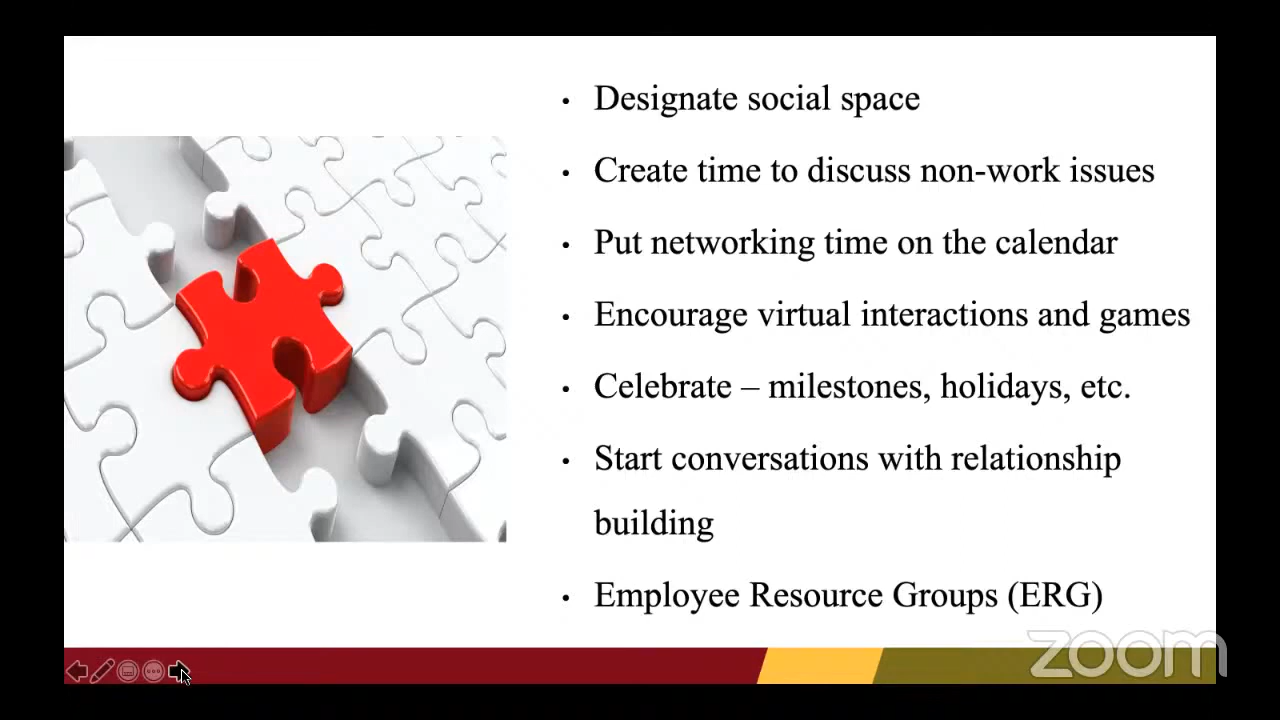 • Designate social space
• Create time to discuss non-work issues
• Put networking time on the calendar
• Encourage virtual interactions and games
• Celebrate – milestones, holidays, etc.
• Start conversations with relationship
building
• Employee Resource Groups (ERG)
zoom